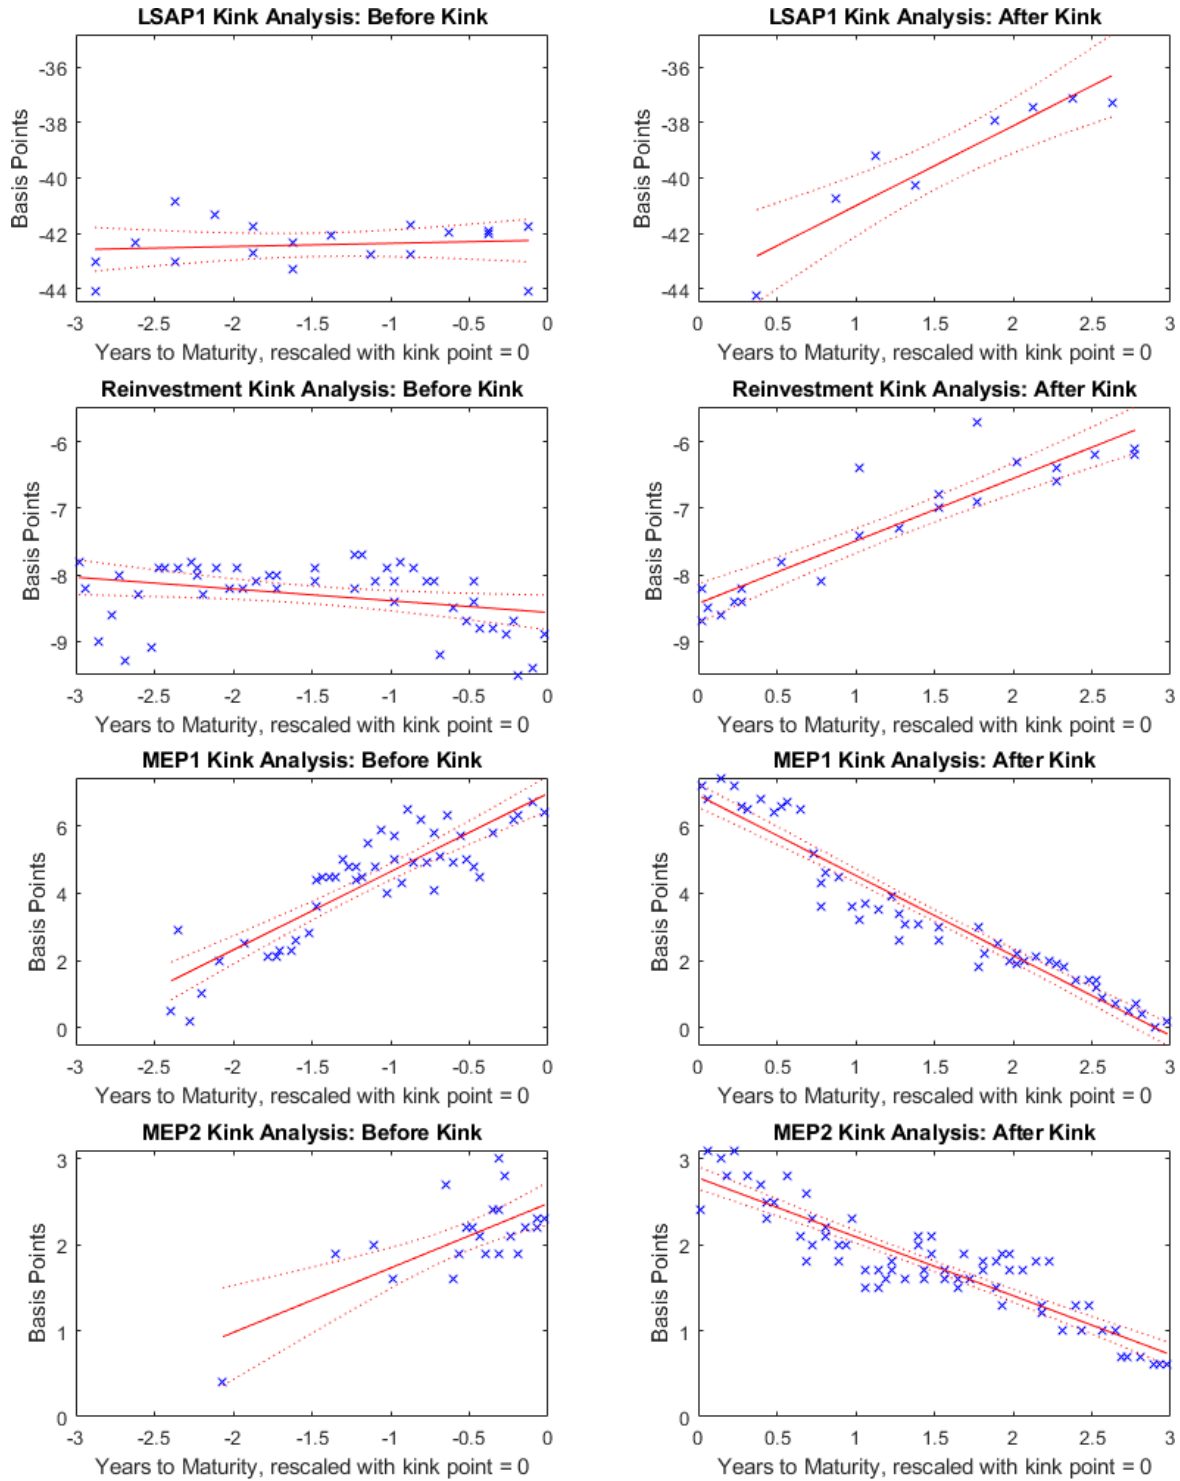 LSAP1 Kink Analysis: Before Kink
Basis Points
-36
-38
-40
-42
-44
-3 -2.5 -2 -1.5 -1 -0.5 0
Years to Maturity, rescaled with kink point = 0
LSAP1 Kink Analysis: After Kink
Basis Points
-36
-38
-40
-42
-44
0 0.5 1 1.5 2 2.5 3
Years to Maturity, rescaled with kink point = 0
Reinvestment Kink Analysis: Before Kink
Basis Points
-6
-7
-8
-9
-3 -2.5 -2 -1.5 -1 -0.5 0
Years to Maturity, rescaled with kink point = 0
Reinvestment Kink Analysis: After Kink
Basis Points
-6
-7
-8
-9
0 0.5 1 1.5 2 2.5 3
Years to Maturity, rescaled with kink point = 0
MEP1 Kink Analysis: Before Kink
Basis Points
6
4
2
0
-3 -2.5 -2 -1.5 -1 -0.5 0
Years to Maturity, rescaled with kink point = 0
MEP1 Kink Analysis: After Kink
Basis Points
6
4
2
0
0 0.5 1 1.5 2 2.5 3
Years to Maturity, rescaled with kink point = 0
MEP2 Kink Analysis: Before Kink
Basis Points
3
2
1
0
-3 -2.5 -2 -1.5 -1 -0.5 0
Years to Maturity, rescaled with kink point = 0
MEP2 Kink Analysis: After Kink
Basis Points
3
2
1
0
0 0.5 1 1.5 2 2.5 3
Years to Maturity, rescaled with kink point = 0